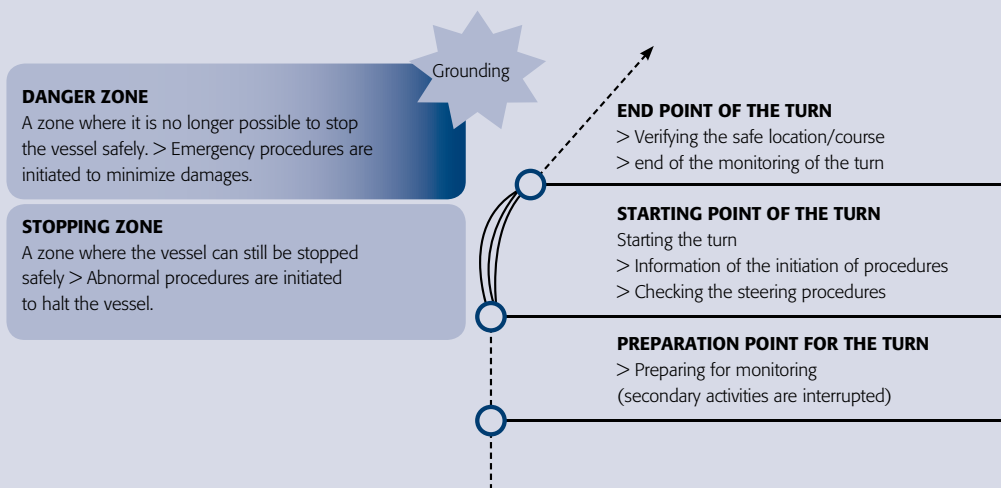 Grounding
DANGER ZONE
A zone where it is no longer possible to stop
the vessel safely. > Emergency procedures are
initiated to minimize damages.
STOPPING ZONE
A zone where the vessel can still be stopped
safely > Abnormal procedures are initiated
to halt the vessel.
END POINT OF THE TURN
> Verifying the safe location/course
> end of the monitoring of the turn
STARTING POINT OF THE TURN
Starting the turn
> Information of the initiation of procedures
> Checking the steering procedures
PREPARATION POINT FOR THE TURN
> Preparing for monitoring
(secondary activities are interrupted)